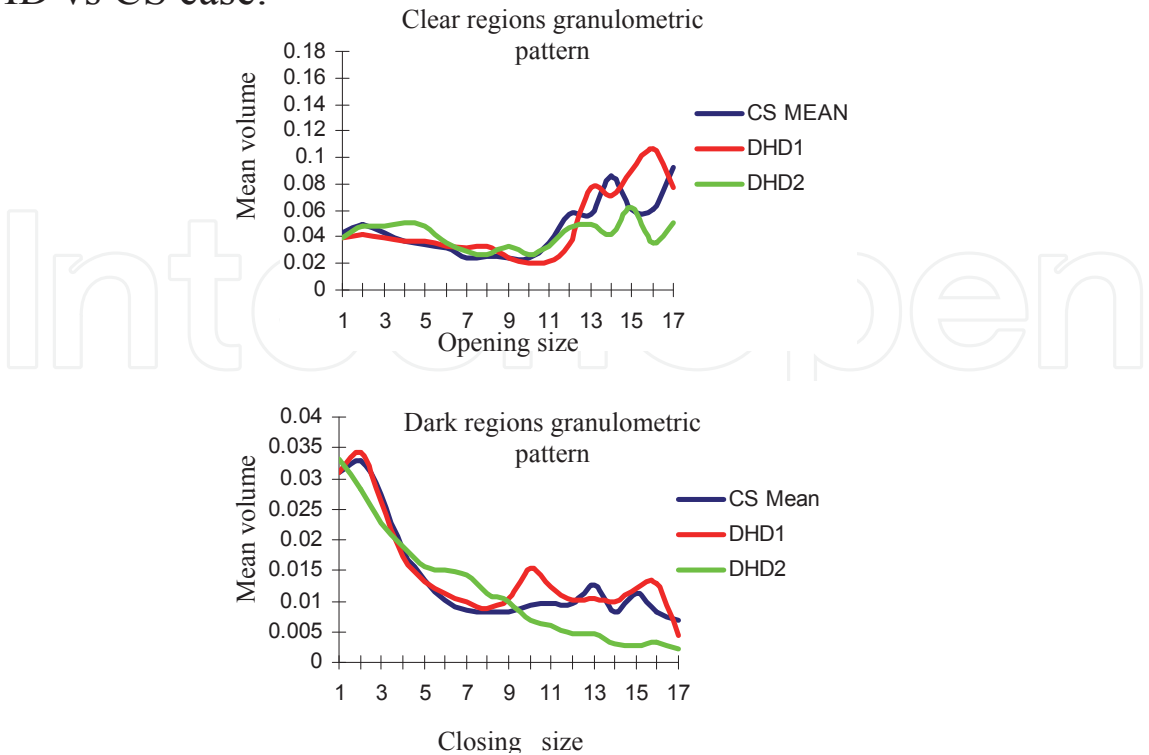 ID vs CS case.
Clear regions granulometric
pattern
Mean volume
0.18
0.16
0.14
0.12
0.1
0.08
0.06
0.04
0.02
0
1 3 5 7 9 11 13 15 17
Opening size
CS MEAN
DHD1
DHD2
Dark regions granulometric
pattern
Mean volume
0.04
0.035
0.03
0.025
0.02
0.015
0.01
0.005
0
1 3 5 7 9 11 13 15 17
Closing size
CS Mean
DHD1
DHD2